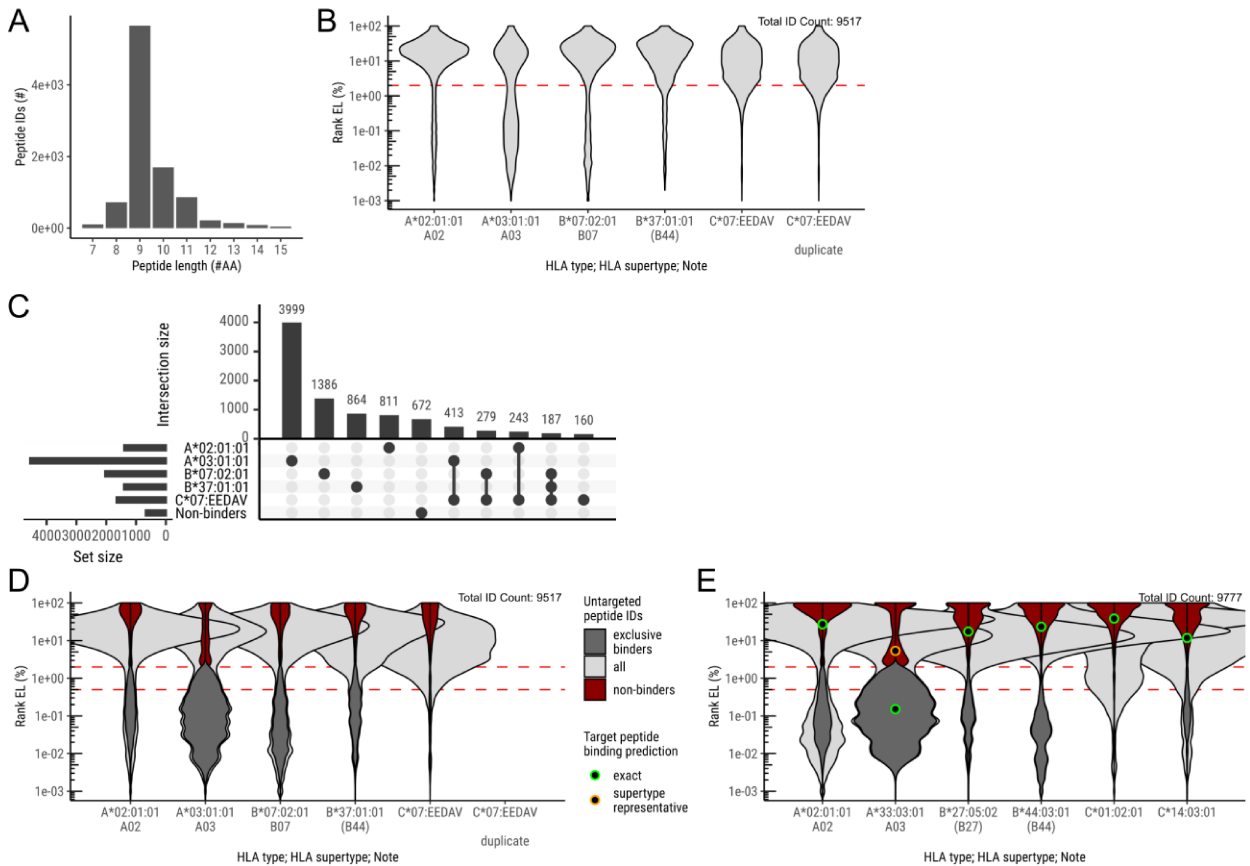 A
Peptide IDs (#)
4e+03
2e+03
0e+00
7 8 9 10 11 12 13 14 15
Peptide length (#AA)
B
Total ID Count: 9517
Rank EL (%)
1e+02
1e+01
1e+00
1e-01
1e-02
1e-03
A*02:01:01 A*03:01:01 B*07:02:01 B*37:01:01 C*07:EEDAV C*07:EEDAV
A02 A03 B07 (B44)
duplicate
HLA type; HLA supertype; Note
C
Intersection size
4000
3000
2000
1000
0
3999 1386 864 811 672 413 279 243 187 160
A*02:01:01
A*03:01:01
B*07:02:01
B*37:01:01
C*07:EEDAV
Non-binders
4000 3000 2000 1000 0
Set size
D
Total ID Count: 9517
Rank EL (%)
1e+02
1e+01
1e+00
1e-01
1e-02
1e-03
A*02:01:01 A*03:01:01 B*07:02:01 B*37:01:01 C*07:EEDAV C*07:EEDAV
A02 A03 B07 (B44)
duplicate
HLA type; HLA supertype; Note
Untargeted
peptide IDs
exclusive
binders
all
non-binders
Target peptide
binding prediction
exact
supertype
representative
E
Total ID Count: 9777
Rank EL (%)
1e+02
1e+01
1e+00
1e-01
1e-02
1e-03
A*02:01:01 A*33:03:01 B*27:05:02 B*44:03:01 C*01:02:01 C*14:03:01
A02 A03 (B27) (B44)
HLA type; HLA supertype; Note